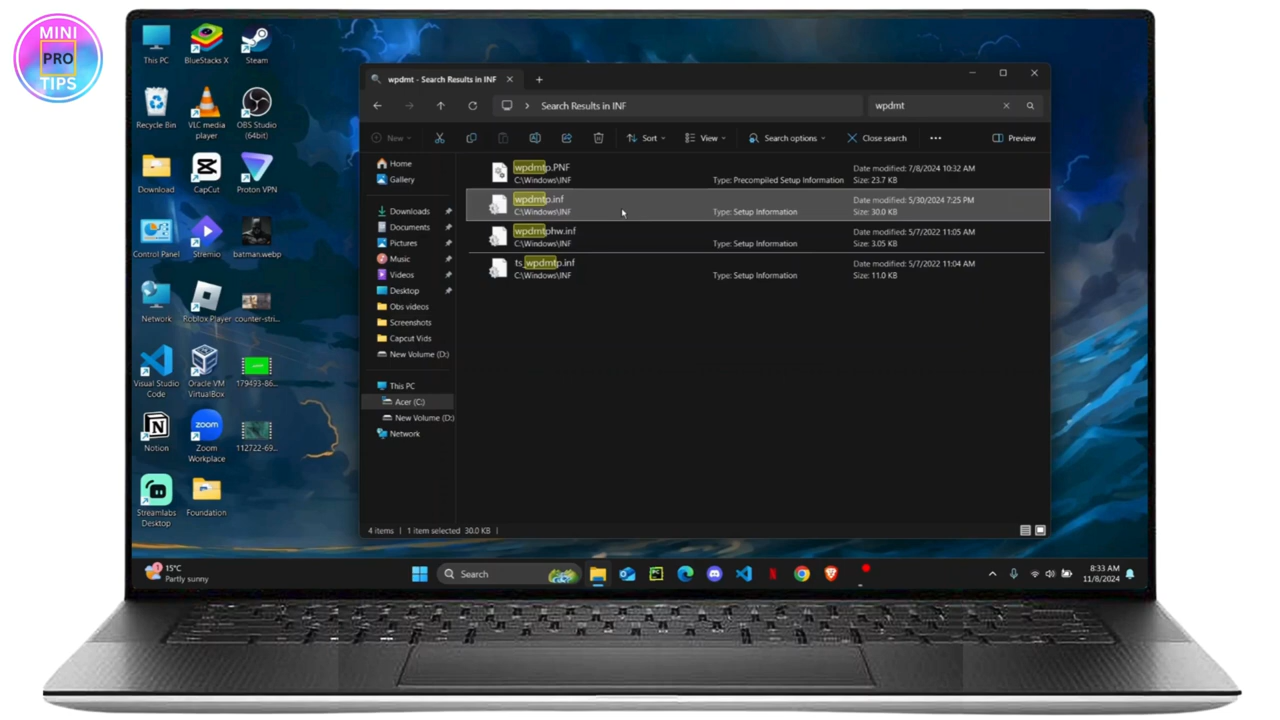 MINI
PRO
TIPS
This PC
BlueStacks X
Steam
Recycle Bin
VLC media
player
OBS Studio
(64bit)
Download
CapCut
Proton VPN
Control Panel
Stremio
batman.webp
Network
Roblox Player
counter-stri...
Visual Studio
Code
Oracle VM
VirtualBox
179493-86...
Notion
zoom
Zoom
Workplace
112722-69...
Streamlabs
Desktop
Foundation
wpdmt - Search Results in INF
Search Results in INF
wpdmt
New
Sort
View
Search options
Close search
Preview
Home
Gallery
Downloads
Documents
Pictures
Music
Videos
Desktop
Obs videos
Screenshots
Capcut Vids
New Volume (D:)
This PC
Acer (C:)
New Volume (D:)
Network
wpdmtp.PNF
C:\Windows\INF
Type: Precompiled Setup Information
Date modified: 7/8/2024 10:32 AM
Size: 23.7 KB
wpdmtp.inf
C:\Windows\INF
Type: Setup Information
Date modified: 5/30/2024 7:25 PM
Size: 30.0 KB
wpdmtphw.inf
C:\Windows\INF
Type: Setup Information
Date modified: 5/7/2022 11:05 AM
Size: 3.05 KB
ts_wpdmtp.inf
C:\Windows\INF
Type: Setup Information
Date modified: 5/7/2022 11:04 AM
Size: 11.0 KB
4 items
1 item selected 30.0 KB
1
15°C
Partly sunny
Search
8:33 AM
11/8/2024